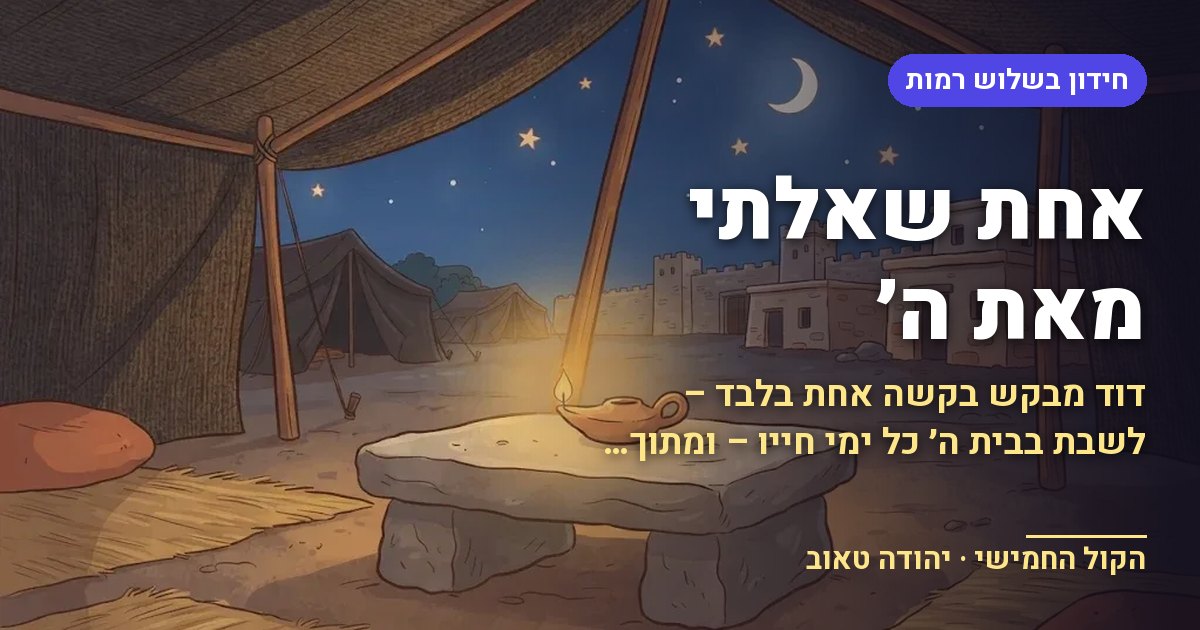 חידון בשלוש רמות
אחת שאלתי
מאת ה׳
דוד מבקש בקשה אחת בלבד –
לשבת בבית ה׳ כל ימי חייו – ומתוך…
הקול החמישי · יהודה טאוב